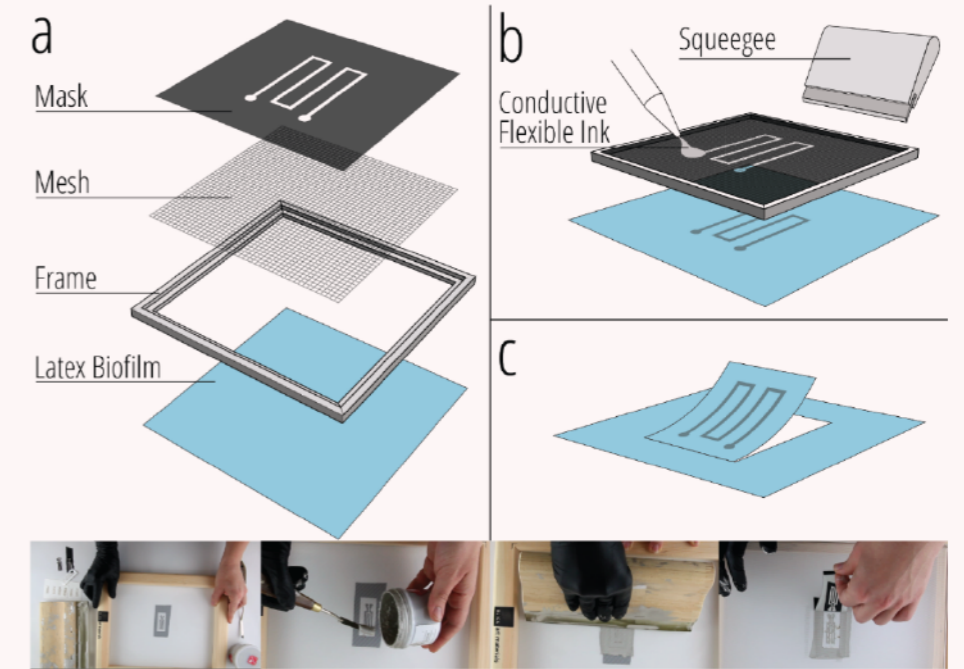 a
Mask
Mesh
Frame
Latex Biofilm
b
Squeegee
Conductive
Flexible Ink
c